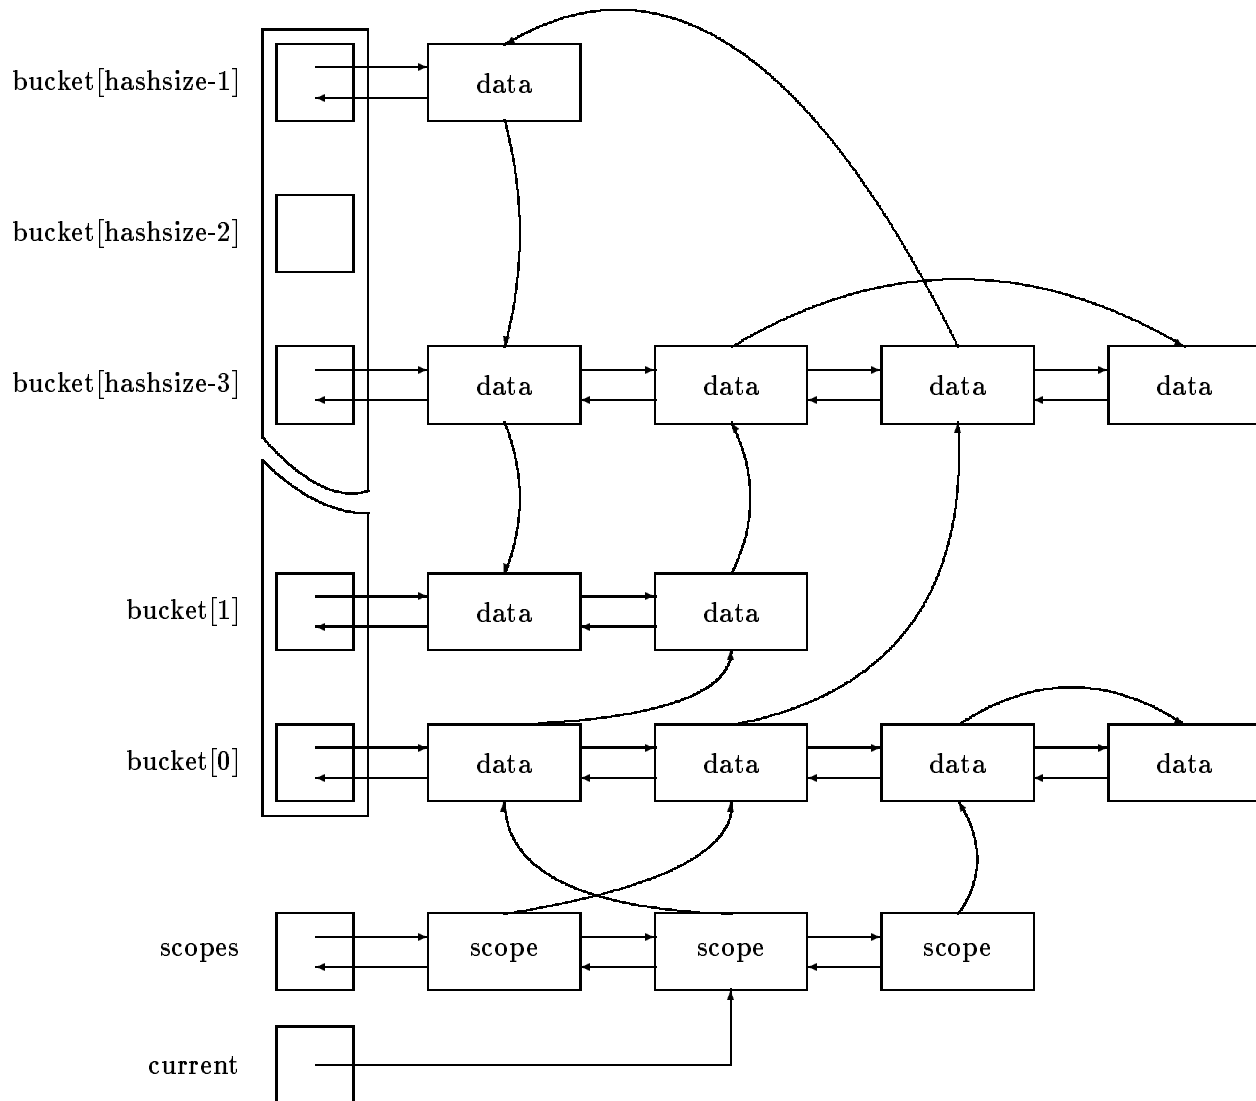 bucket[hashsize-1] data
bucket[hashsize-2]
bucket[hashsize-3] data data data data
bucket[1] data data
bucket[0] data data data data
scopes scope scope scope
current